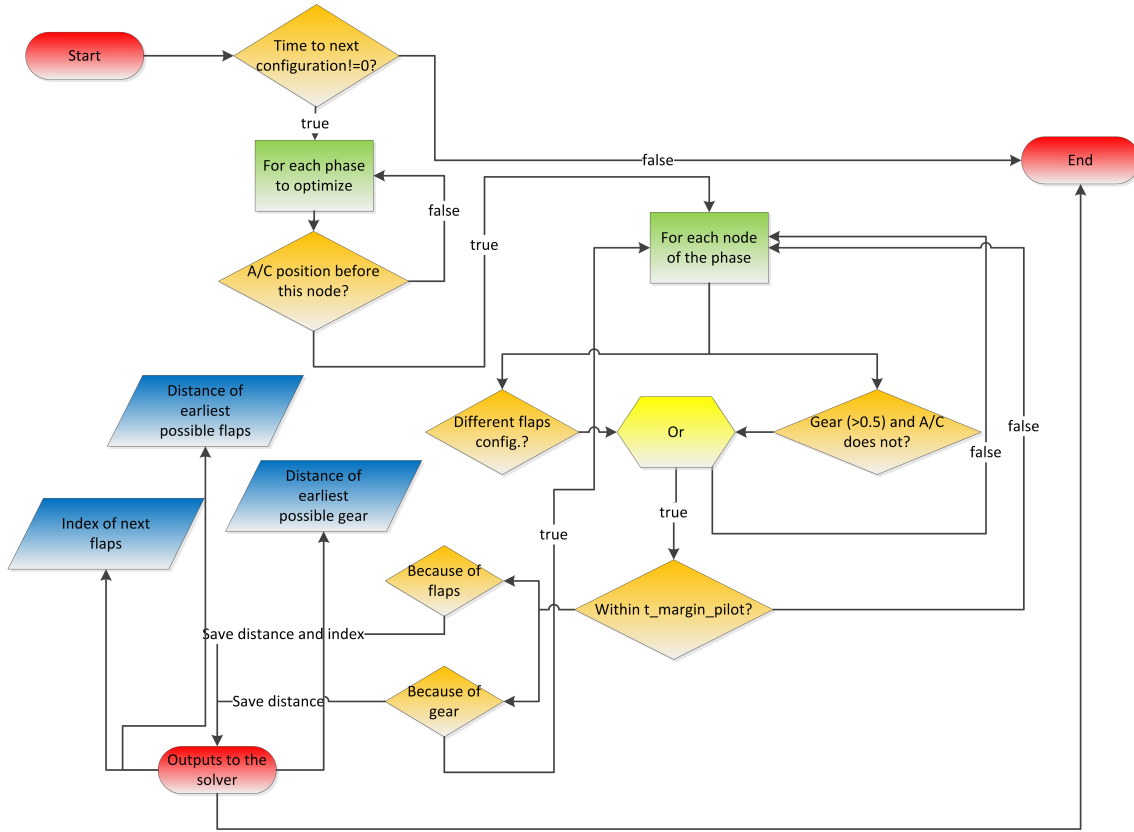 Start
Time to next
configuration!=0?
true
false
End
For each phase
to optimize
false
true
For each node
of the phase
A/C position before
this node?
Distance of
earliest
possible flaps
Different flaps
config.?
Or
Gear (>0.5) and A/C
does not?
false
false
Distance of
earliest
possible gear
Index of next
flaps
true
true
Because of
flaps
Within t_margin_pilot?
Save distance and index
Because of
gear
Save distance
Outputs to the
solver